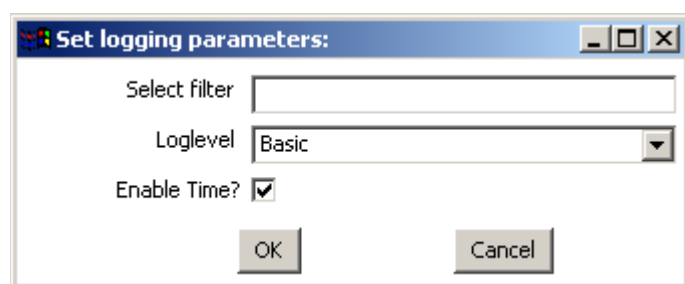 Set logging parameters:
Select filter
Loglevel Basic
Enable Time?
OK Cancel